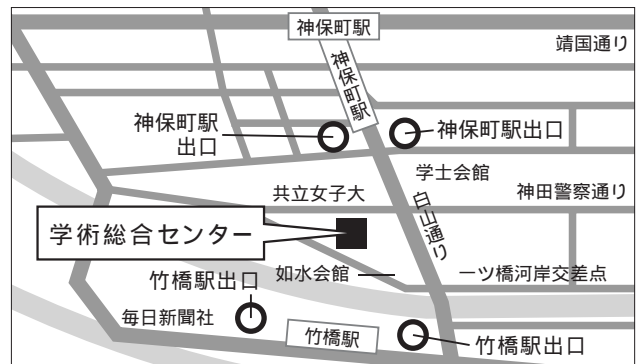 神保町駅
靖国通り
神保町駅
神保町駅
出口
神保町駅出口
学士会館
共立女子大
神田警察通り
白山通り
学術総合センター
如水会館
一ツ橋河岸交差点
竹橋駅出口
毎日新聞社
竹橋駅
竹橋駅出口